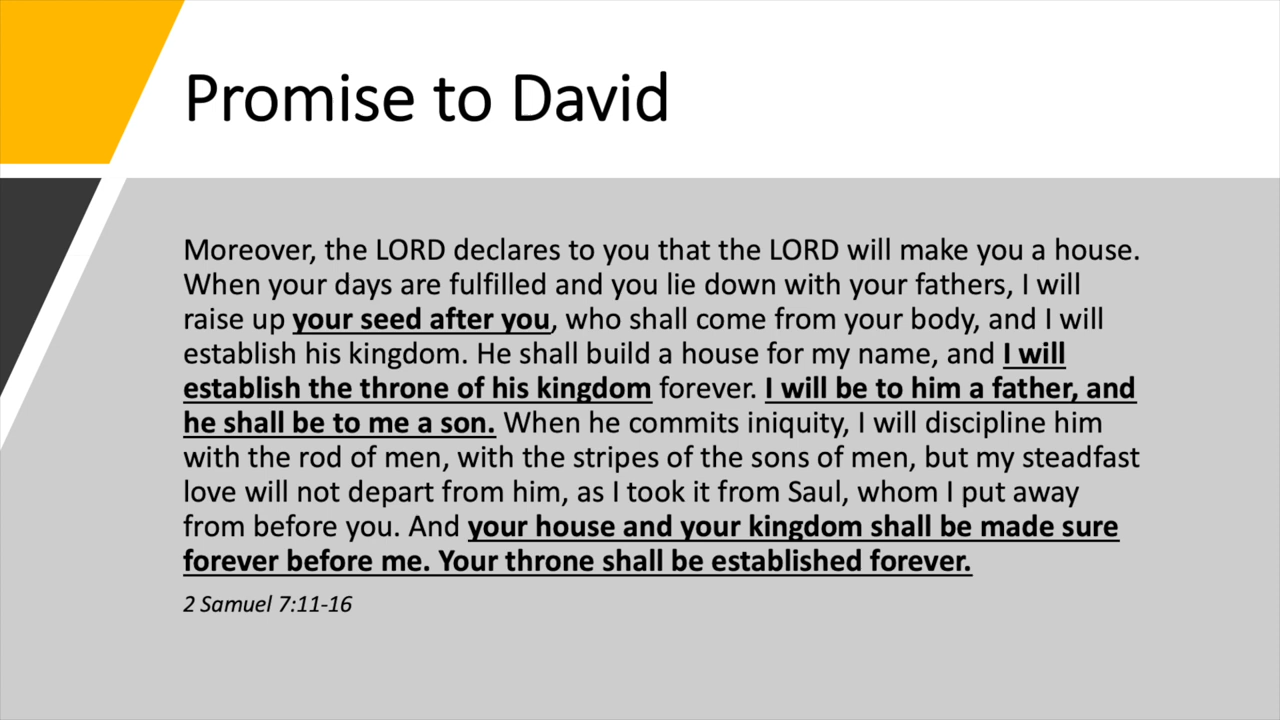 Promise to David
Moreover, the LORD declares to you that the LORD will make you a house.
When your days are fulfilled and you lie down with your fathers, I will
raise up your seed after you, who shall come from your body, and I will
establish his kingdom. He shall build a house for my name, and I will
establish the throne of his kingdom forever. I will be to him a father, and
he shall be to me a son. When he commits iniquity, I will discipline him
with the rod of men, with the stripes of the sons of men, but my steadfast
love will not depart from him, as I took it from Saul, whom I put away
from before you. And your house and your kingdom shall be made sure
forever before me. Your throne shall be established forever.
2 Samuel 7:11-16